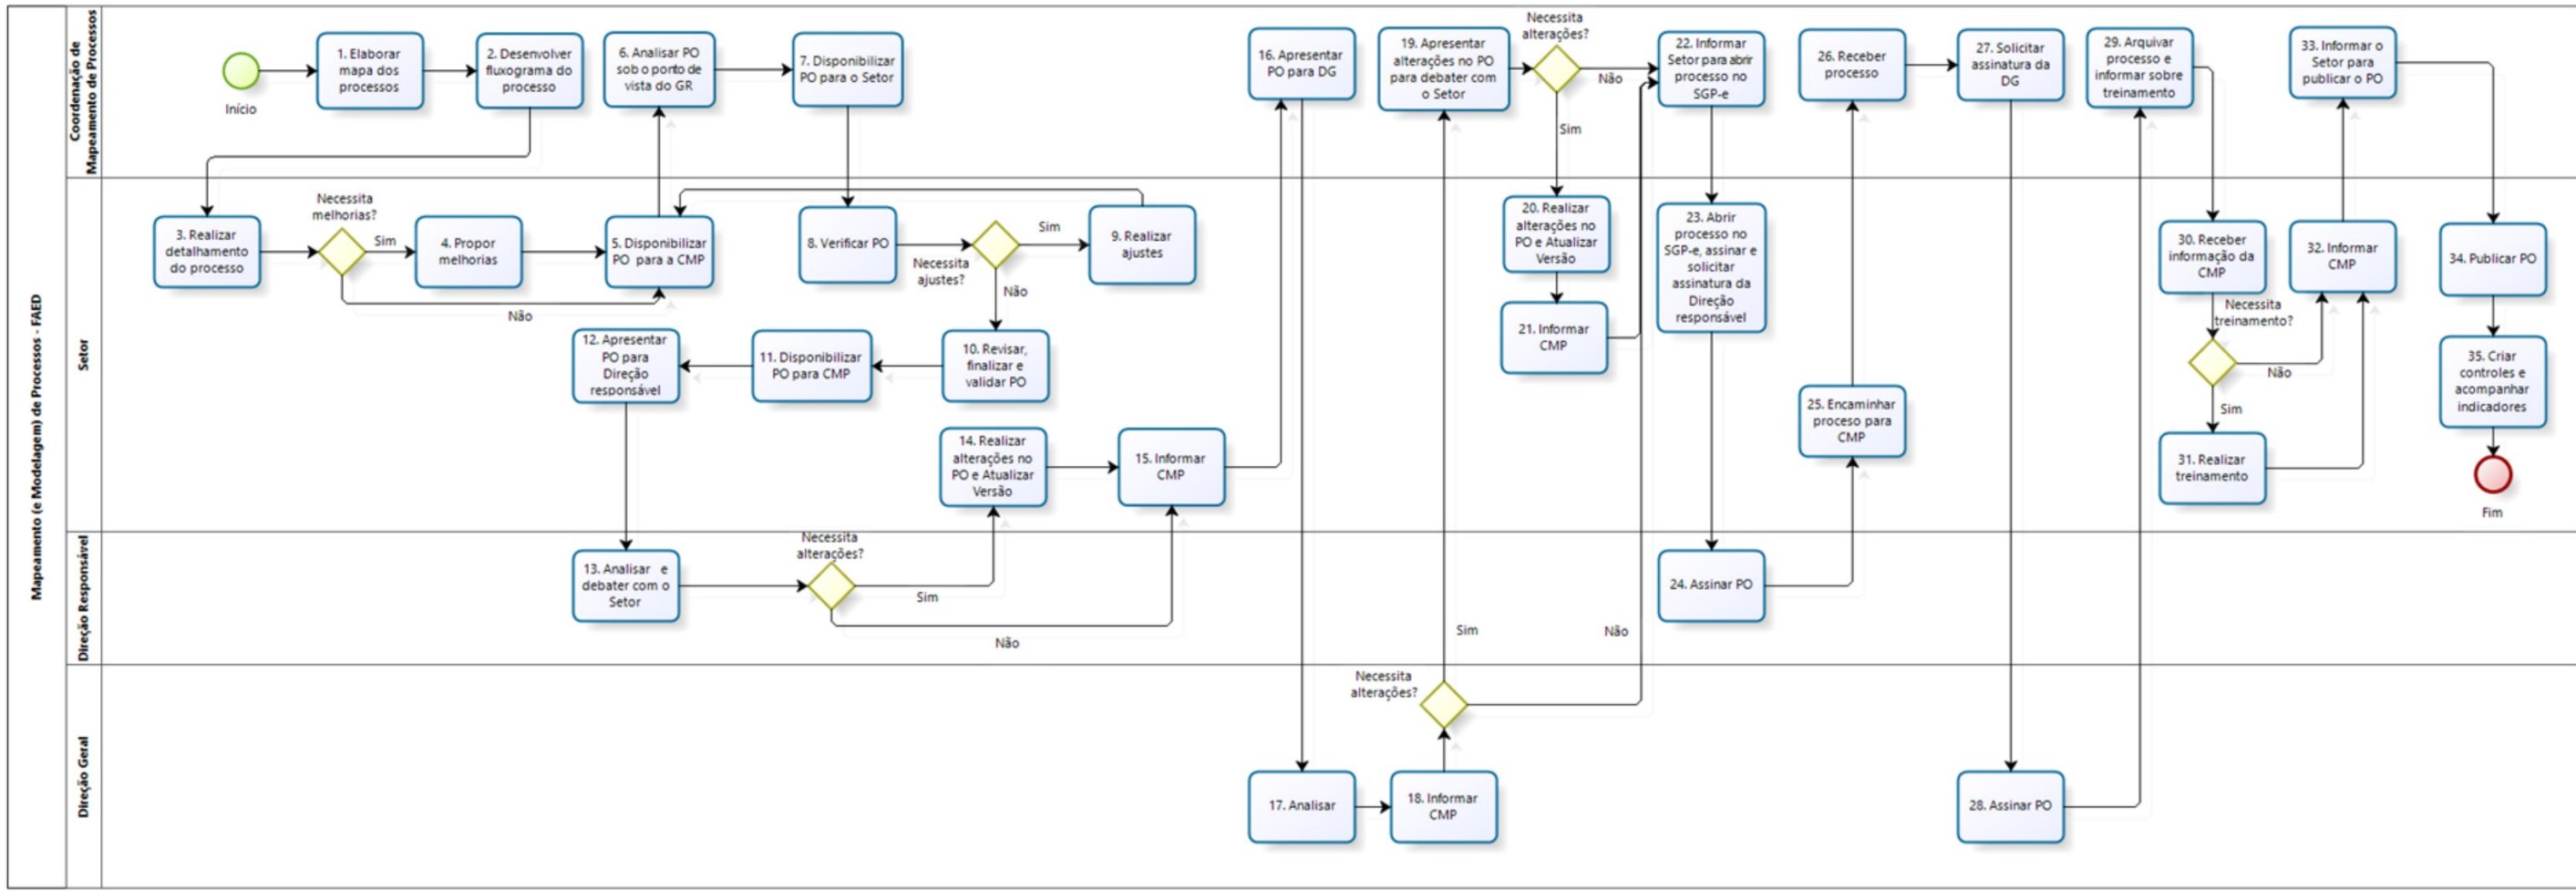 Mapeamento (e Modelagem) de Processos - FAED
Coordenação de
Mapeamento de Processos
Início
1. Elaborar
mapa dos
processos
2. Desenvolver
fluxograma do
processo
6. Analisar PO
sob o ponto de
vista do GR
7. Disponibilizar
PO para o Setor
16. Apresentar
PO para DG
19. Apresentar
alterações no PO
para debater com
o Setor
Necessita
alterações?
Não
Sim
22. Informar
Setor para abrir
processo no
SGP-e
26. Receber
processo
27. Solicitar
assinatura da
DG
29. Arquivar
processo e
informar sobre
treinamento
33. Informar o
Setor para
publicar o PO
Setor
3. Realizar
detalhamento
do processo
Necessita
melhorias?
Sim
Não
4. Propor
melhorias
5. Disponibilizar
PO para a CMP
8. Verificar PO
Necessita
ajustes?
Sim
Não
9. Realizar
ajustes
10. Revisar,
finalizar e
validar PO
11. Disponibilizar
PO para CMP
12. Apresentar
PO para
Direção
responsável
14. Realizar
alterações no
PO e Atualizar
Versão
15. Informar
CMP
20. Realizar
alterações no
PO e Atualizar
Versão
21. Informar
CMP
23. Abrir
processo no
SGP-e, assinar e
solicitar
assinatura da
Direção
responsável
25. Encaminhar
proceso para
CMP
30. Receber
informação da
CMP
Necessita
treinamento?
Não
Sim
31. Realizar
treinamento
32. Informar
CMP
34. Publicar PO
35. Criar
controles e
acompanhar
indicadores
Fim
Direção Responsável
13. Analisar e
debater com o
Setor
Necessita
alterações?
Sim
Não
Sim
Não
24. Assinar PO
Direção Geral
Necessita
alterações?
17. Analisar
18. Informar
CMP
28. Assinar PO